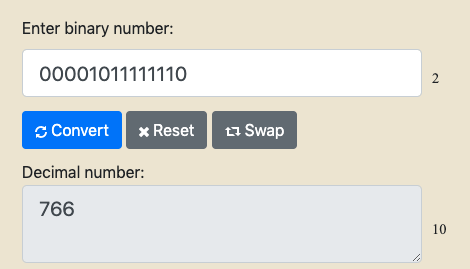 Enter binary number:
00001011111110
2
Convert Reset Swap
Decimal number:
766
10